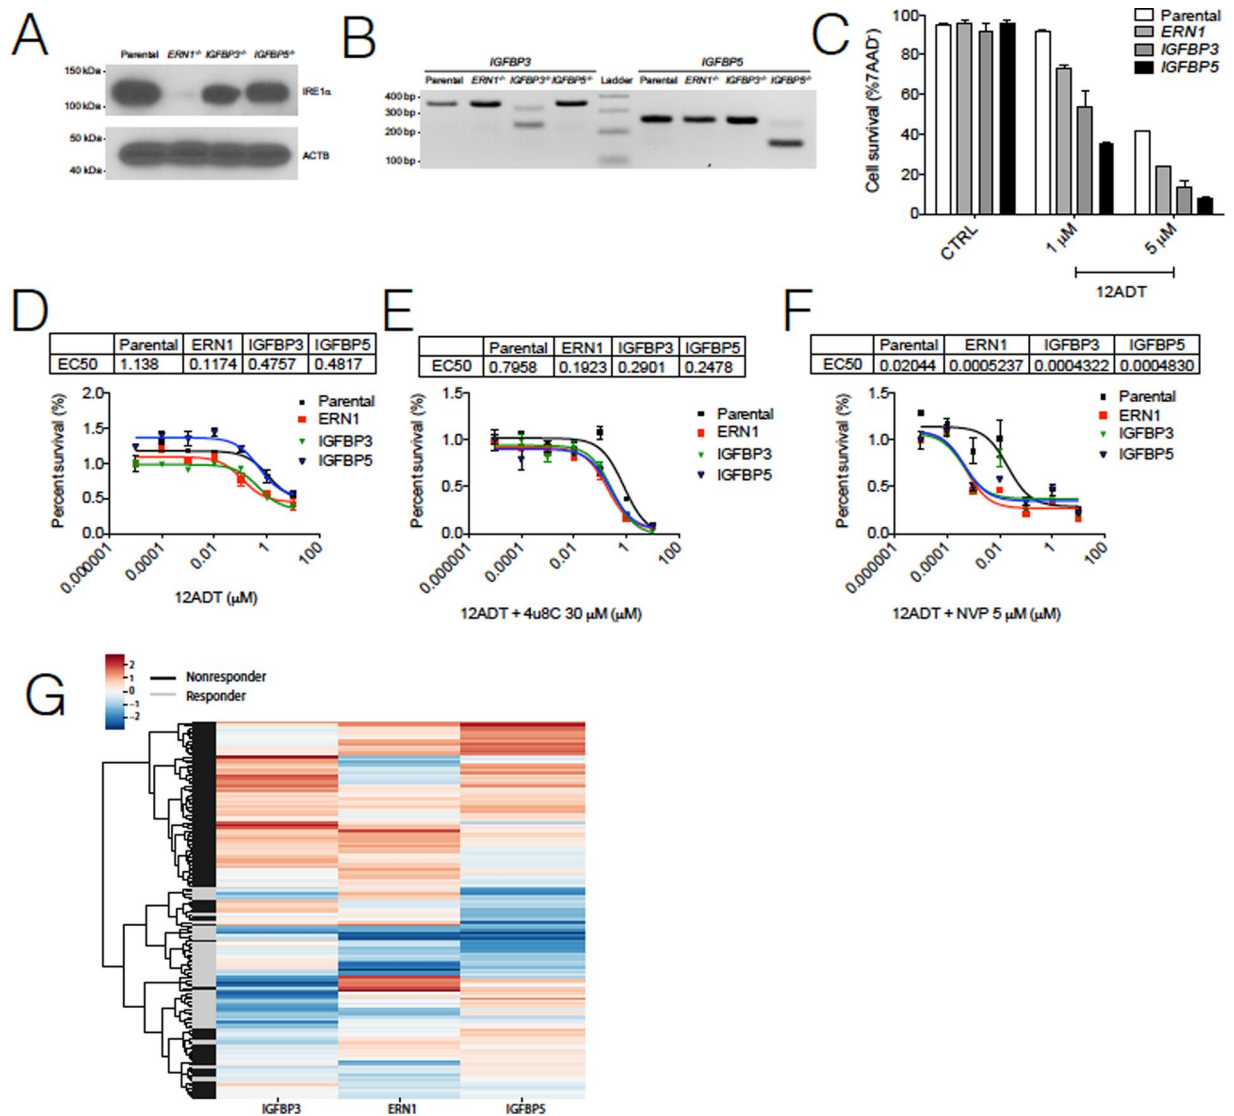 A
Parental ERN1-/- IGFBP3-/- IGFBP5-/-
150 kDa
100 kDa
IRE1α
50 kDa
40 kDa
ACTB
B
IGFBP3 IGFBP5
Parental ERN1-/- IGFBP3-/- IGFBP5-/- Ladder Parental ERN1-/- IGFBP3-/- IGFBP5-/-
400 bp
300 bp
200 bp
100 bp
C
Cell survival (%7AAD-)
100
80
60
40
20
0
CTRL
1 µM
5 µM
12ADT
Parental
ERN1
IGFBP3
IGFBP5
D
Parental ERN1 IGFBP3 IGFBP5
EC50 1.138 0.1174 0.4757 0.4817
Percent survival (%)
2.0
1.5
1.0
0.5
0.0
0.000001
0.0001
0.01
1
100
12ADT (µM)
Parental
ERN1
IGFBP3
IGFBP5
E
Parental ERN1 IGFBP3 IGFBP5
EC50 0.7958 0.1923 0.2901 0.2478
Percent survival (%)
1.5
1.0
0.5
0.0
0.000001
0.0001
0.01
1
100
12ADT + 4u8C 30 µM (µM)
Parental
ERN1
IGFBP3
IGFBP5
F
Parental ERN1 IGFBP3 IGFBP5
EC50 0.02044 0.0005237 0.0004322 0.0004830
Percent survival (%)
1.5
1.0
0.5
0.0
0.000001
0.0001
0.01
1
100
12ADT + NVP 5 µM (µM)
Parental
ERN1
IGFBP3
IGFBP5
G
2
1
0
-1
-2
Nonresponder
Responder
IGFBP3 ERN1 IGFBP5